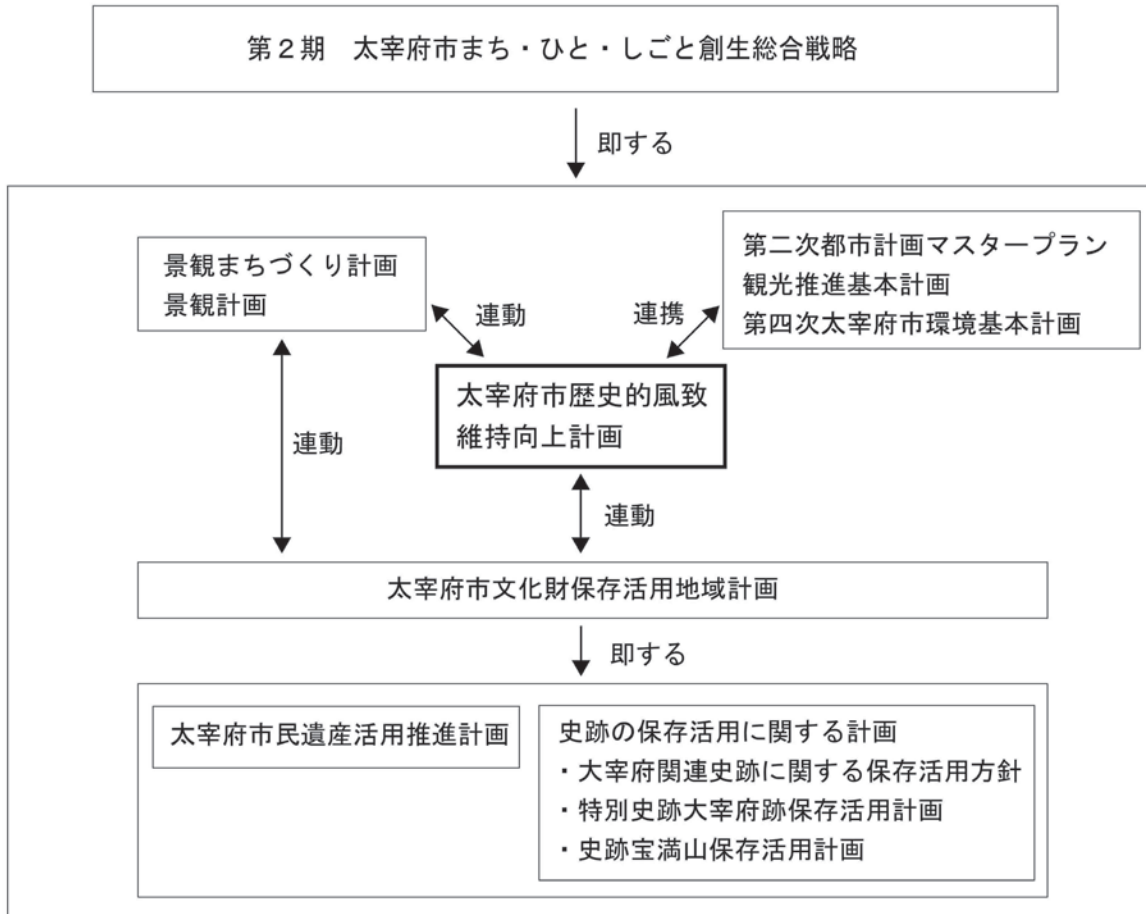 第２期　太宰府市まち・ひと・しごと創生総合戦略
即する
景観まちづくり計画
景観計画
第二次都市計画マスタープラン
観光推進基本計画
第四次太宰府市環境基本計画
連動
連携
太宰府市歴史的風致
維持向上計画
連動
連動
太宰府市文化財保存活用地域計画
即する
太宰府市民遺産活用推進計画
史跡の保存活用に関する計画
・大宰府関連史跡に関する保存活用方針
・特別史跡大宰府跡保存活用計画
・史跡宝満山保存活用計画